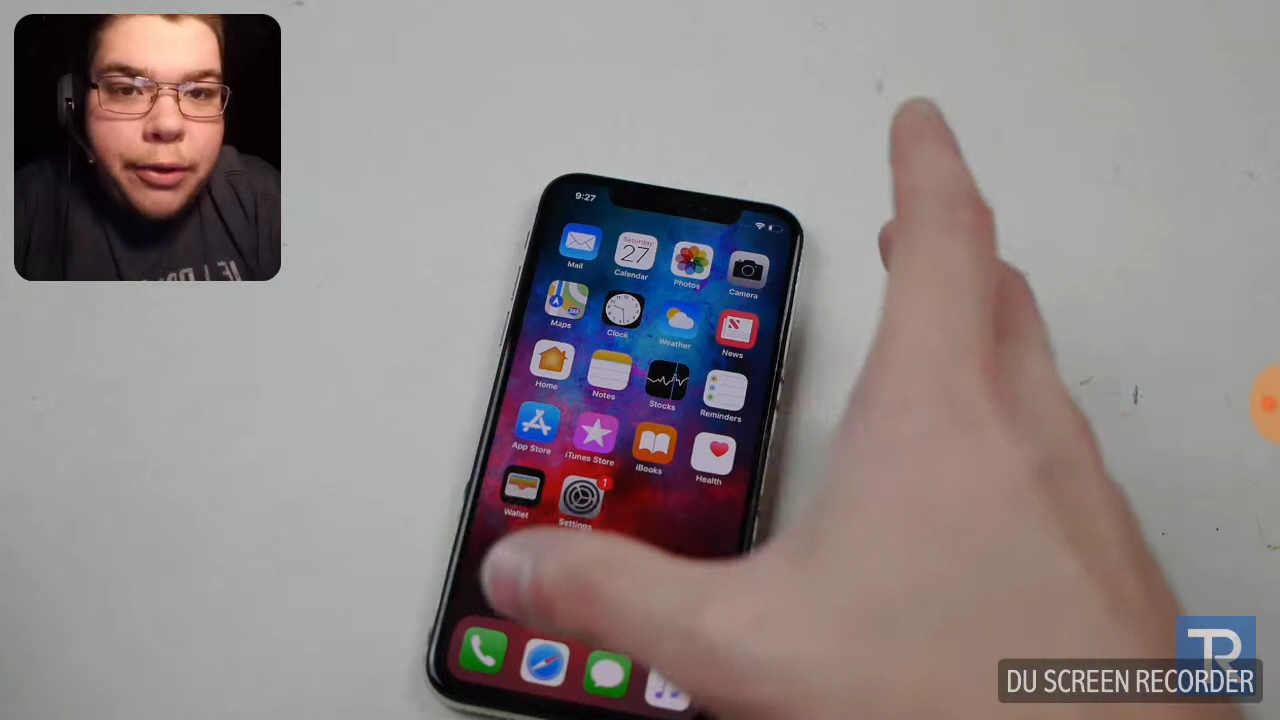 9:27
Saturday
27
Mail
Calendar
Photos
Camera
Maps
Clock
Weather
News
Home
Notes
Stocks
Reminders
App Store
iTunes Store
iBooks
Health
1
Wallet
Settings
TR
DU SCREEN RECORDER